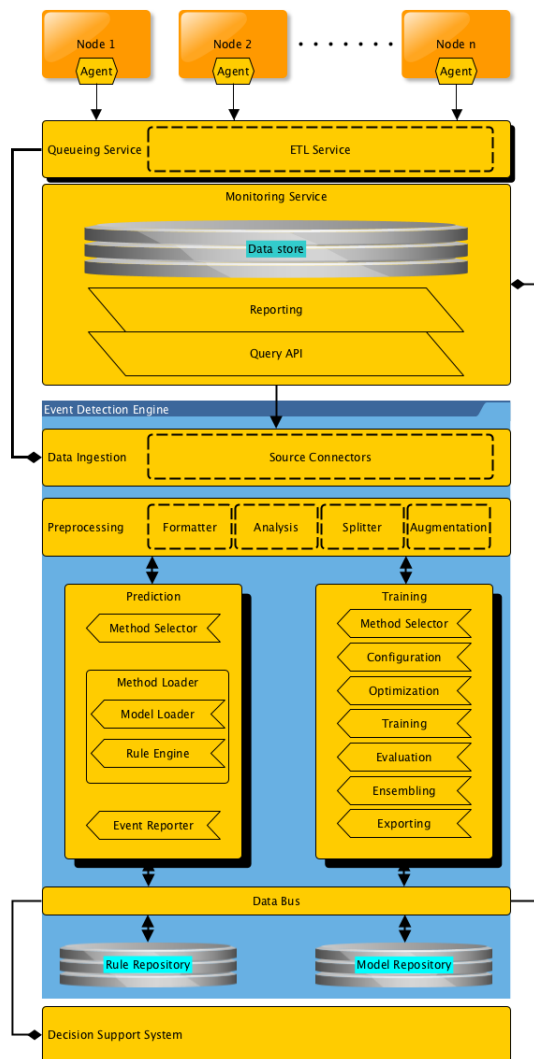 Node 1
Node 2
Node n
Agent
Agent
Agent
Queueing Service
ETL Service
Monitoring Service
Data store
Reporting
Query API
Event Detection Engine
Data Ingestion
Source Connectors
Preprocessing
Formatter
Analysis
Splitter
Augmentation
Prediction
Method Selector
Method Loader
Model Loader
Rule Engine
Event Reporter
Training
Method Selector
Configuration
Optimization
Training
Evaluation
Ensembling
Exporting
Data Bus
Rule Repository
Model Repository
Decision Support System